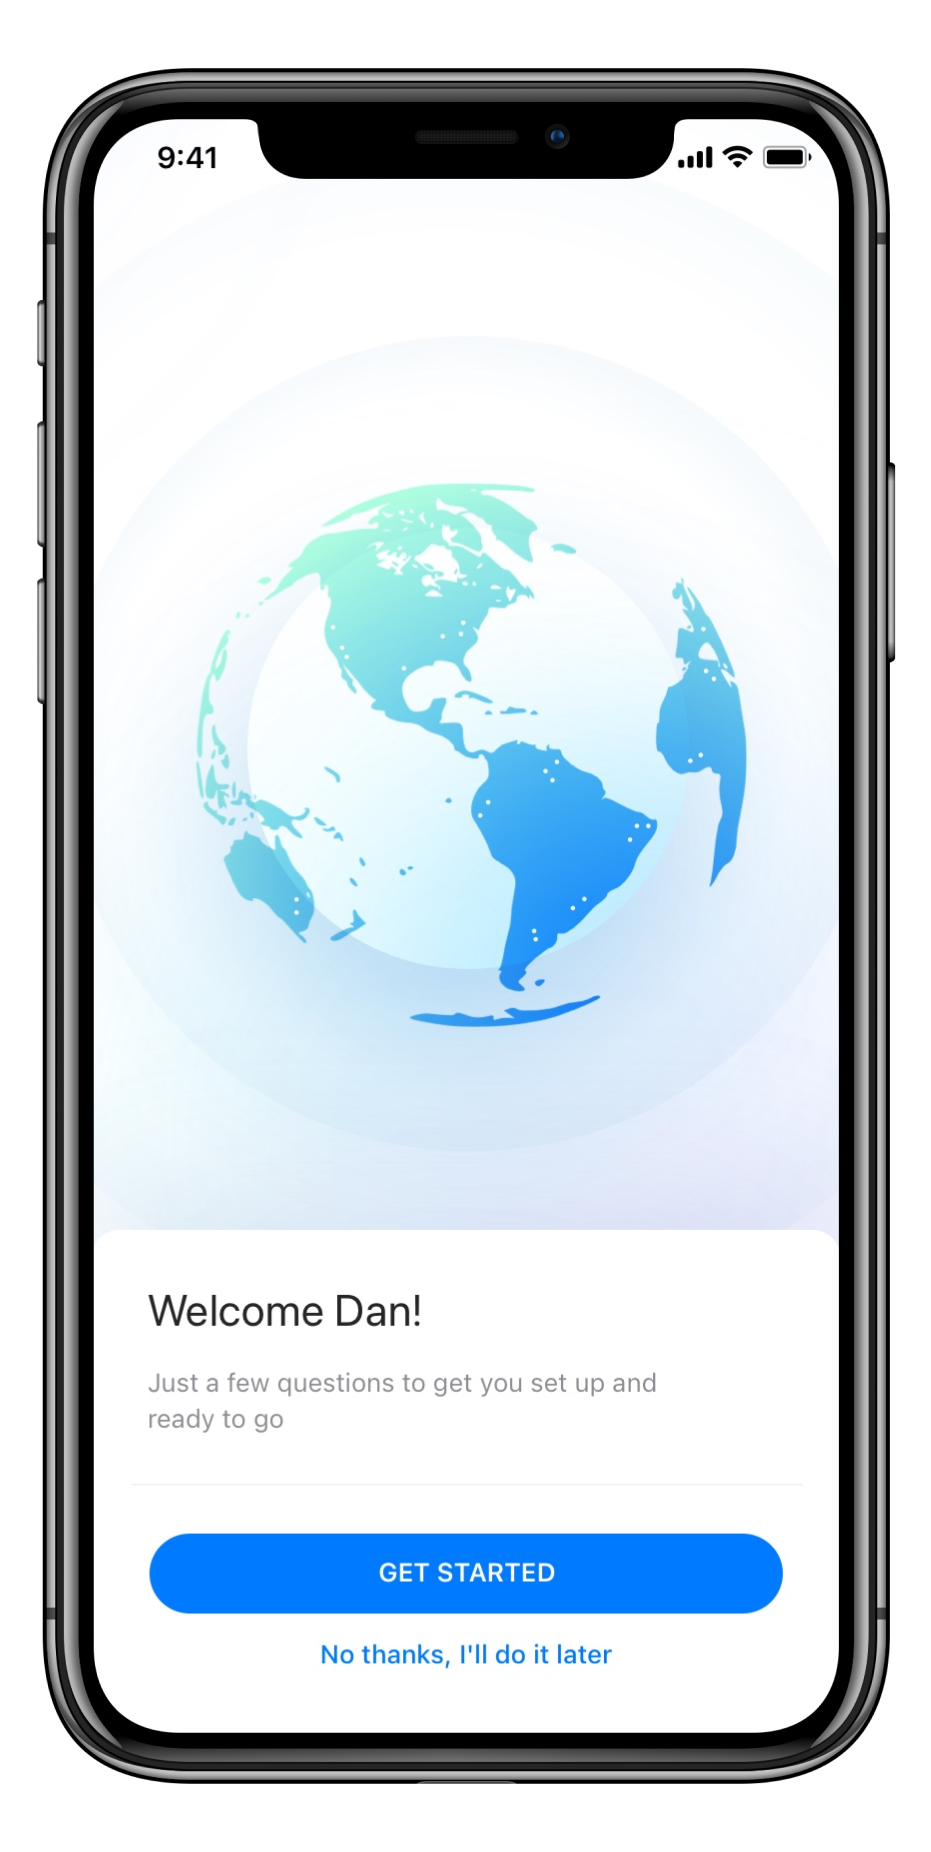 9:41
Welcome Dan!
Just a few questions to get you set up and
ready to go
GET STARTED
No thanks, I'll do it later